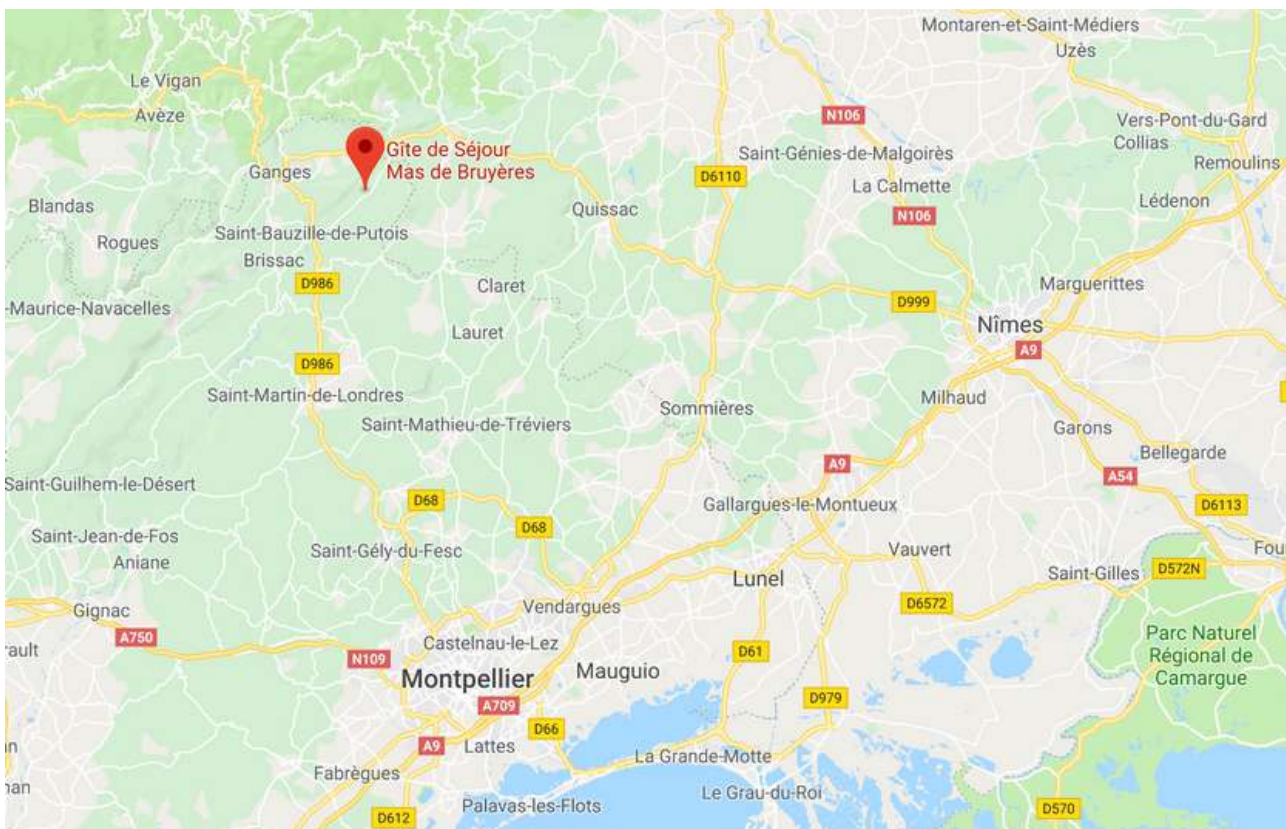 Montaren-et-Saint-Médiers
Uzès
Le Vigan
Avèze
N106
Vers-Pont-du-Gard
Collias
Gîte de Séjour
Mas de Bruyères
Saint-Génies-de-Malgoirès
Remoulins
Ganges
D6110
La Calmette
Lédenon
Blandas
Quissac
N106
Saint-Bauzille-de-Putois
Rogues
Brissac
D986
Claret
Marguerittes
-Maurice-Navacelles
D999
Lauret
Nîmes
A9
D986
Saint-Martin-de-Londres
Milhaud
Sommières
Saint-Mathieu-de-Tréviers
Garons
Bellegarde
A9
A54
Saint-Guilhem-le-Désert
D68
Gallargues-le-Montueux
D6113
D68
Saint-Jean-de-Fos
Saint-Gély-du-Fesc
Vauvert
Fou
Aniane
Lunel
Saint-Gilles
D572N
Gignac
Vendargues
D6572
A750
Parc Naturel
Régional de
Camargue
rault
Castelnau-le-Lez
D61
N109
Mauguio
Montpellier
D979
A709
D66
an
A9
Lattes
La Grande-Motte
Fabrègues
nan
Le Grau-du-Roi
Palavas-les-Flots
D570
D612